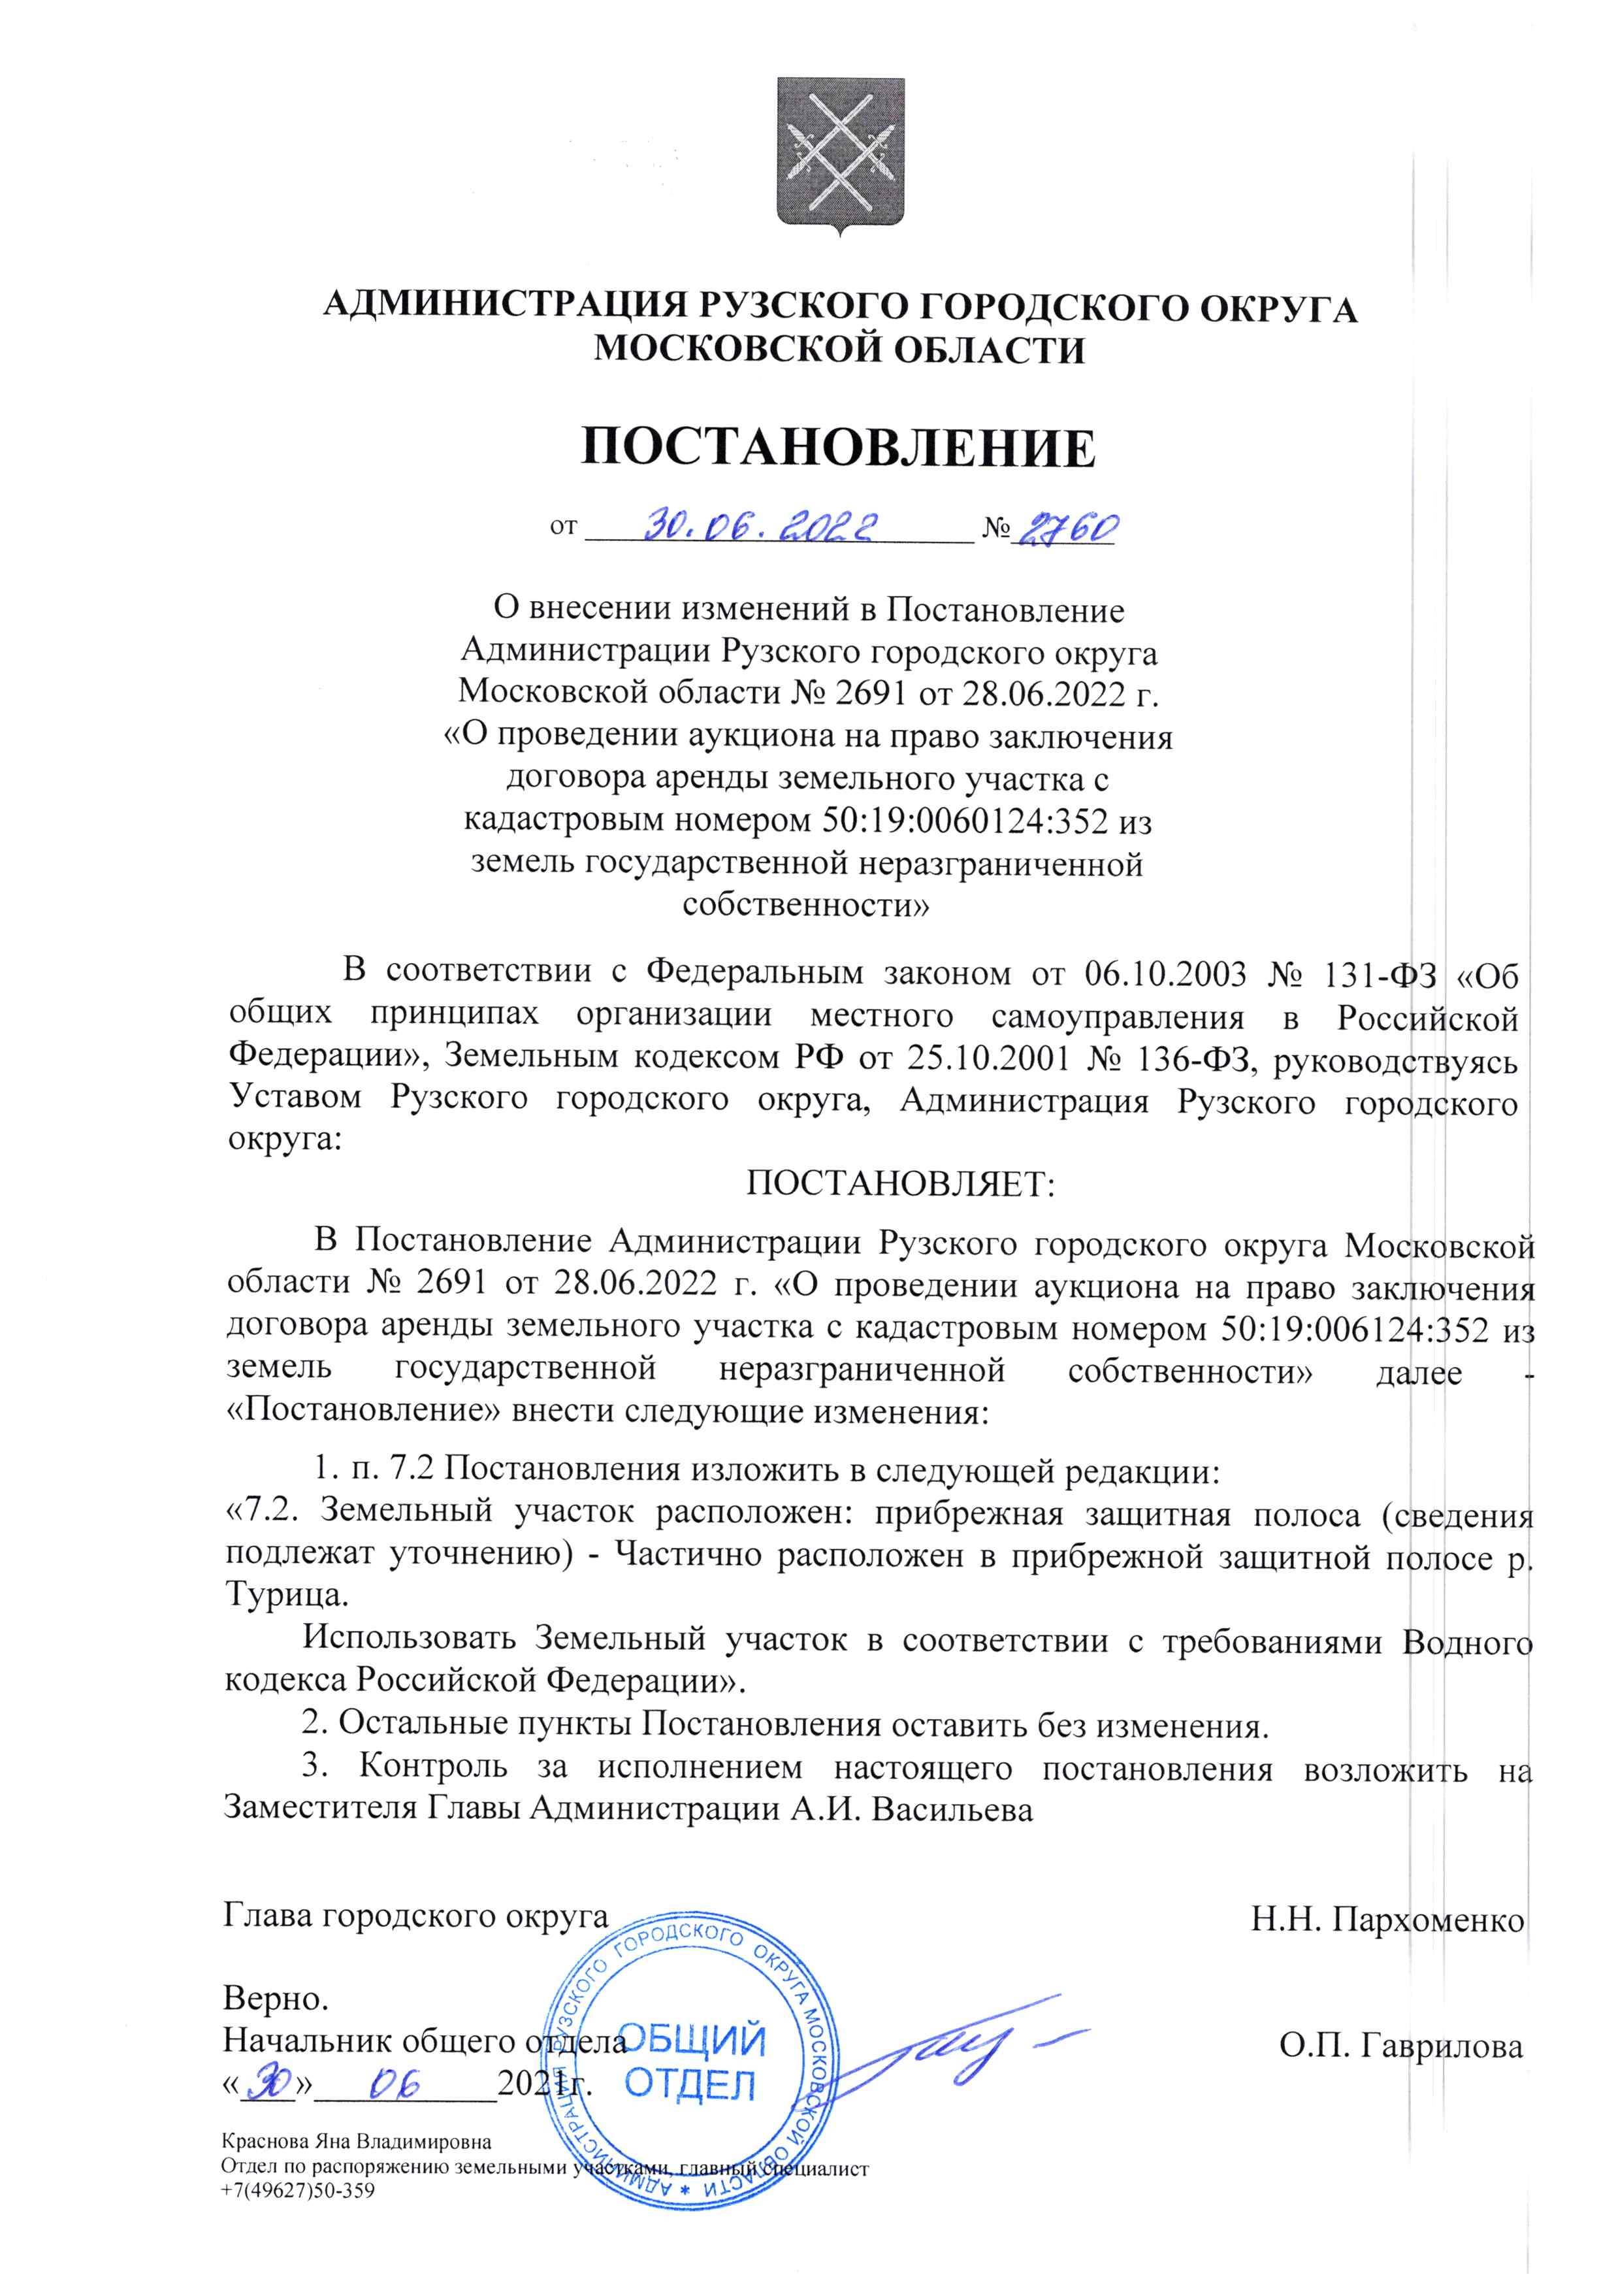 АДМИНИСТРАЦИЯ РУЗСКОГО ГОРОДСКОГО ОКРУГА
МОСКОВСКОЙ ОБЛАСТИ
ПОСТАНОВЛЕНИЕ
от 30.06.2022 № 2760
О внесении изменений в Постановление
Администрации Рузского городского округа
Московской области № 2691 от 28.06.2022 г.
«О проведении аукциона на право заключения
договора аренды земельного участка с
кадастровым номером 50:19:0060124:352 из
земель государственной неразграниченной
собственности»
В соответствии с Федеральным законом от 06.10.2003 № 131-ФЗ «Об
общих принципах организации местного самоуправления в Российской
Федерации», Земельным кодексом РФ от 25.10.2001 № 136-ФЗ, руководствуясь
Уставом Рузского городского округа, Администрация Рузского городского
округа:
ПОСТАНОВЛЯЕТ:
В Постановление Администрации Рузского городского округа Московской
области № 2691 от 28.06.2022 г. «О проведении аукциона на право заключения
договора аренды земельного участка с кадастровым номером 50:19:006124:352 из
земель государственной неразграниченной собственности» далее -
«Постановление» внести следующие изменения:
1. п. 7.2 Постановления изложить в следующей редакции:
«7.2. Земельный участок расположен: прибрежная защитная полоса (сведения
подлежат уточнению) - Частично расположен в прибрежной защитной полосе р.
Турица.
Использовать Земельный участок в соответствии с требованиями Водного
кодекса Российской Федерации».
2. Остальные пункты Постановления оставить без изменения.
3. Контроль за исполнением настоящего постановления возложить на
Заместителя Главы Администрации А.И. Васильева
Глава городского округа Н.Н. Пархоменко
Верно.
Начальник общего отдела О.П. Гаврилова
«30» 06 2021г.
АДМИНИСТРАЦИЯ РУЗСКОГО ГОРОДСКОГО ОКРУГА МОСКОВСКОЙ ОБЛАСТИ *
ОБЩИЙ
ОТДЕЛ
Краснова Яна Владимировна
Отдел по распоряжению земельными участками, главный специалист
+7(49627)50-359